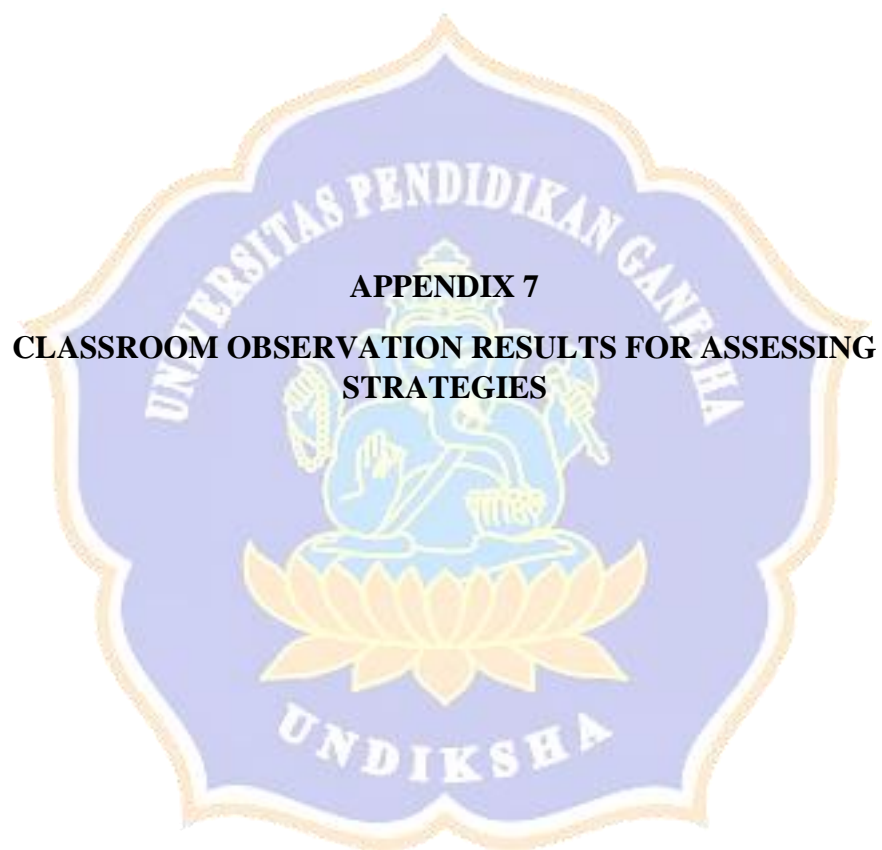 UNIVERSITAS PENDIDIKAN GANESHA
APPENDIX 7
CLASSROOM OBSERVATION RESULTS FOR ASSESSING
STRATEGIES
UNDIKSHA